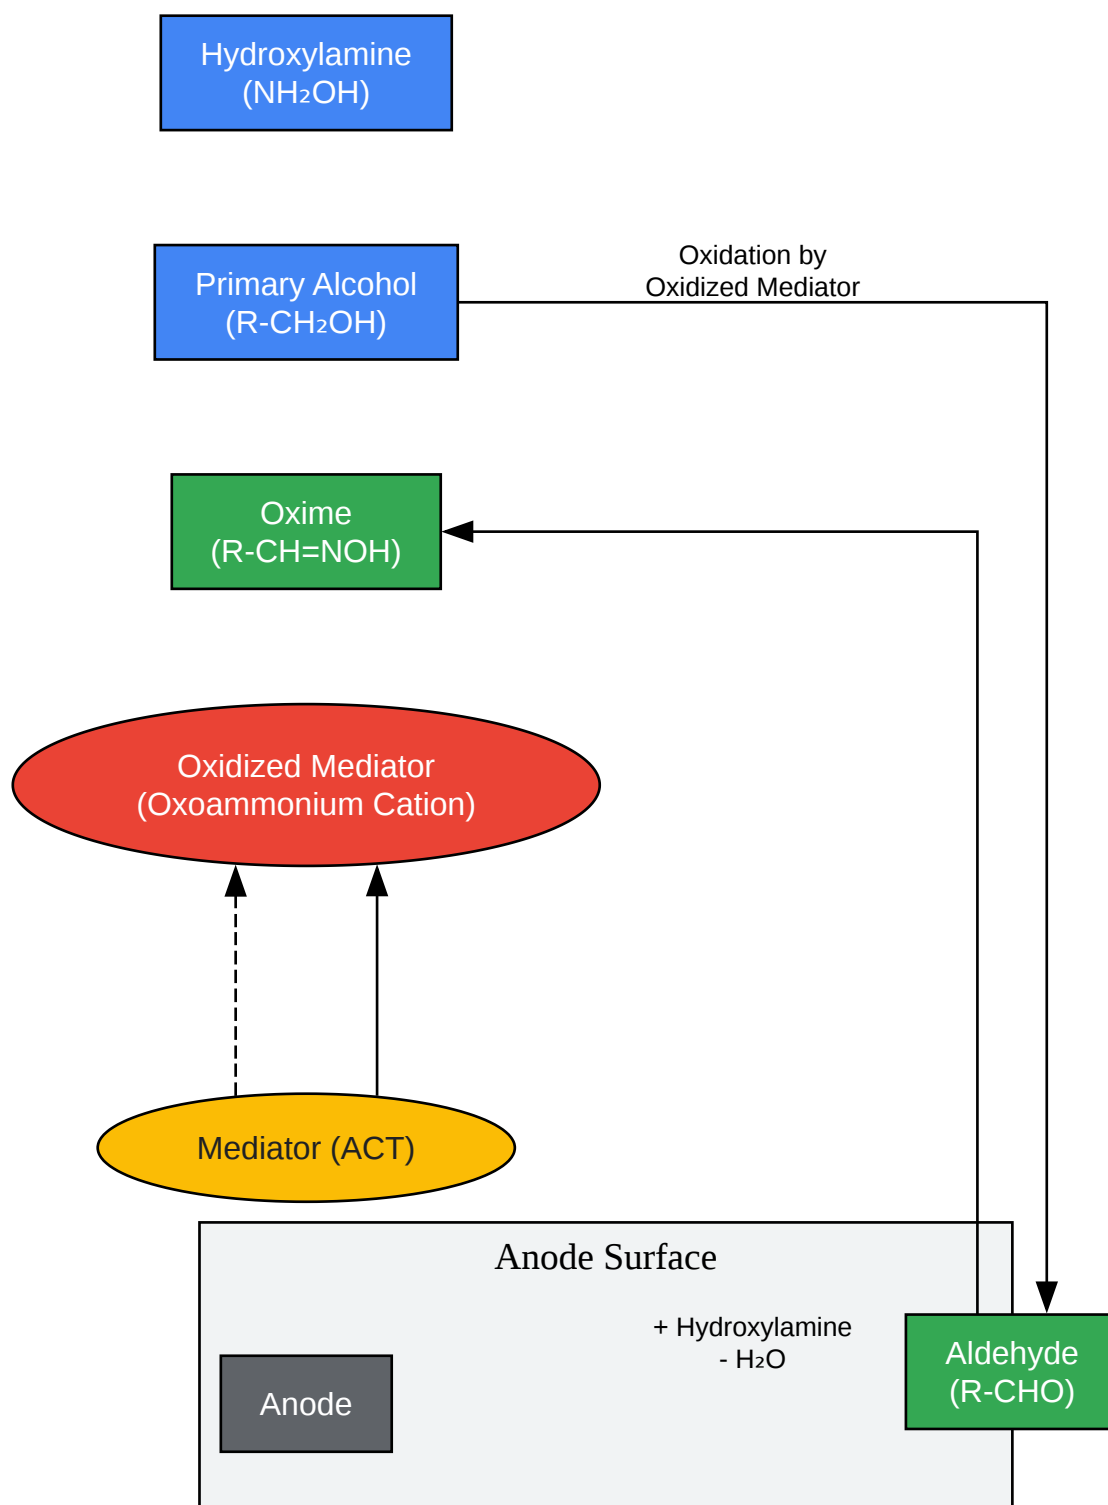 Hydroxylamine
(NH₂OH)
Oxidation by
Oxidized Mediator
Primary Alcohol
(R-CH₂OH)
Oxime
(R-CH=NOH)
Oxidized Mediator
(Oxoammonium Cation)
Mediator (ACT)
Anode Surface
+ Hydroxylamine
- H₂O
Aldehyde
(R-CHO)
Anode